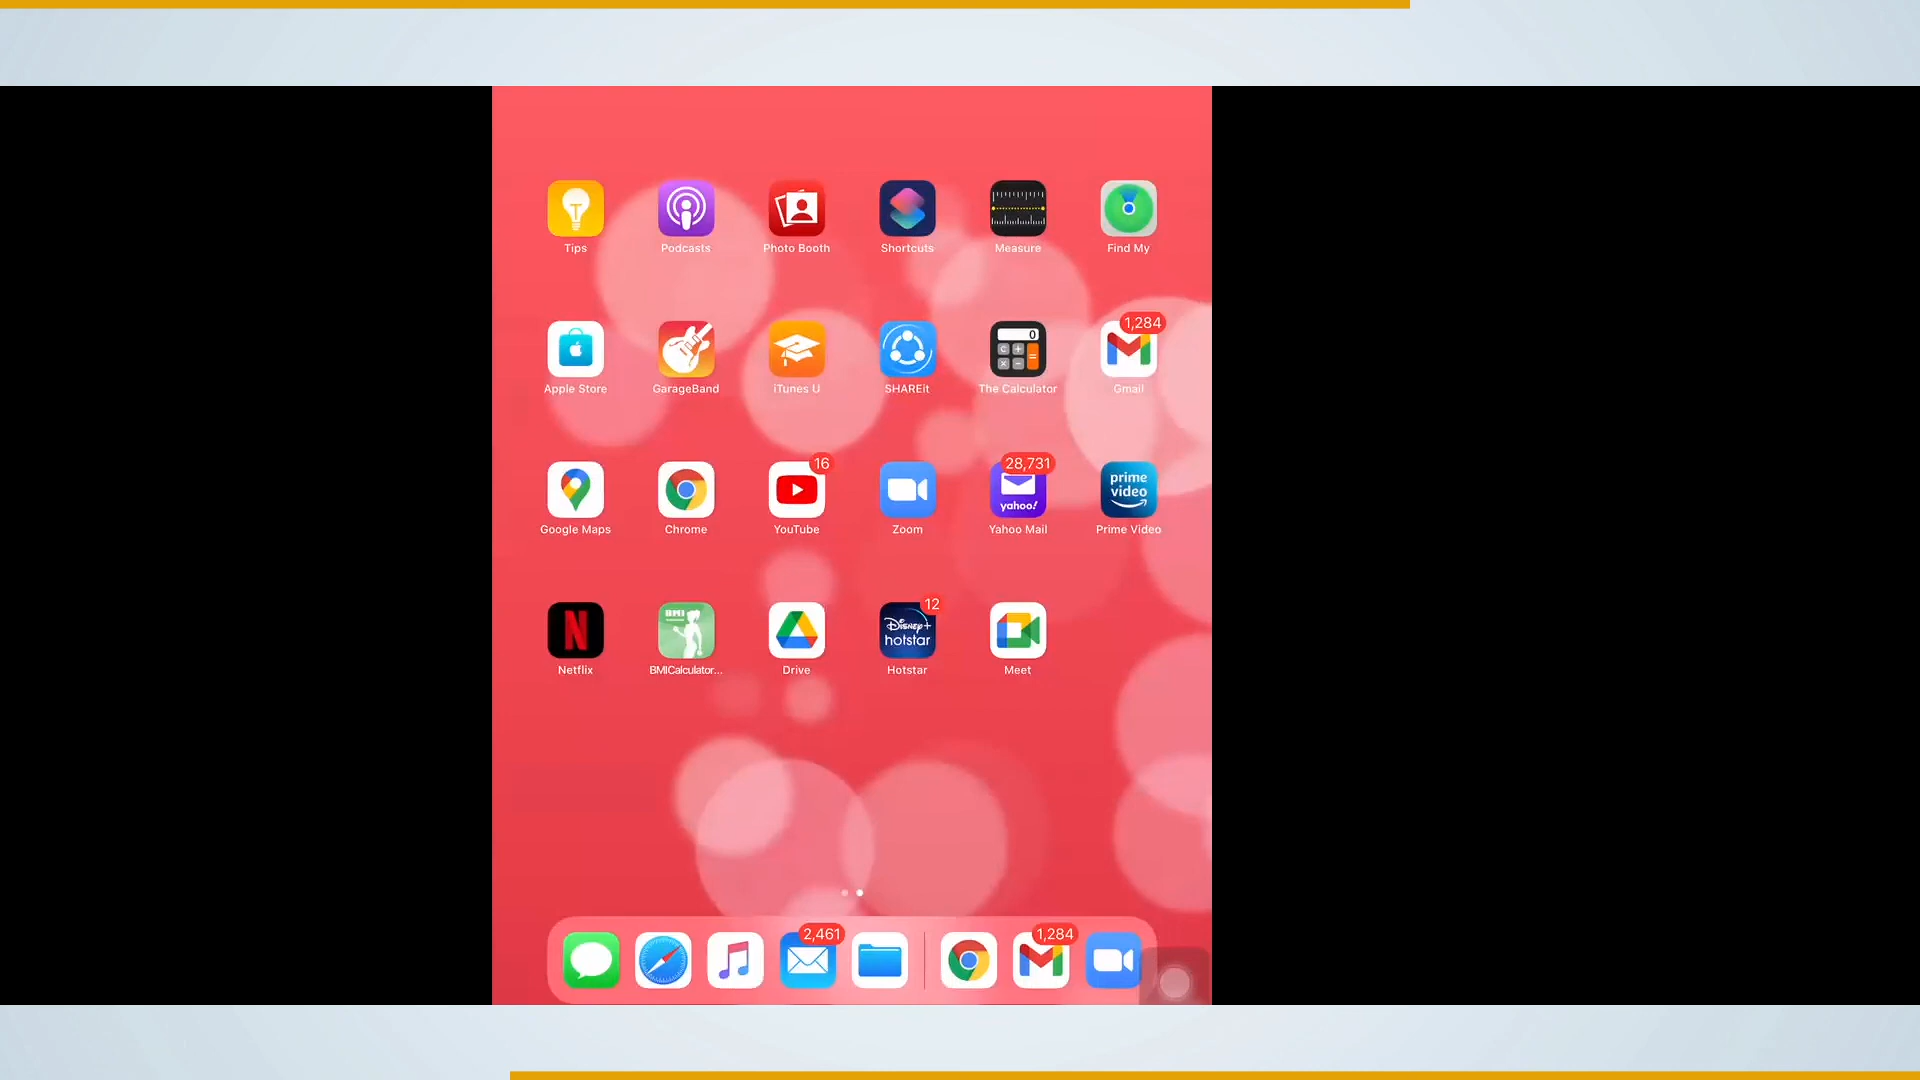 Tips
Podcasts
Photo Booth
Shortcuts
Measure
Find My
0
1,284
Apple Store
GarageBand
iTunes U
SHAREit
The Calculator
Gmail
16
28,731
yahoo!
prime video
Google Maps
Chrome
YouTube
Zoom
Yahoo Mail
Prime Video
BMI
12
Disney+ hotstar
Netflix
BMICalculator...
Drive
Hotstar
Meet
2,461
1,284